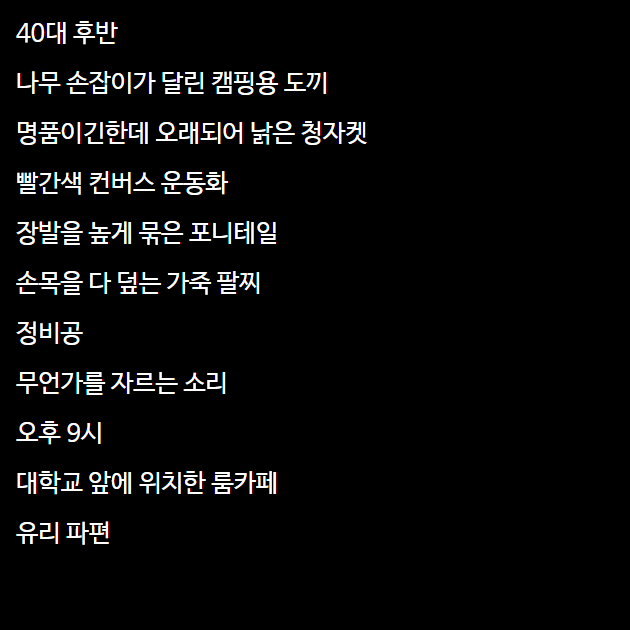 40대 후반
나무 손잡이가 달린 캠핑용 도끼
명품이긴한데 오래되어 낡은 청자켓
빨간색 컨버스 운동화
장발을 높게 묶은 포니테일
손목을 다 덮는 가죽 팔찌
정비공
무언가를 자르는 소리
오후 9시
대학교 앞에 위치한 룸카페
유리 파편